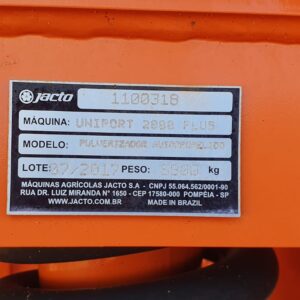 jacto 1100318
MÁQUINA: UNIPORT 2000 PLUS
MODELO: PULVERIZADOR AUTOPROPELIDO
LOTE: 07/2017 PESO: kg
MÁQUINAS AGRÍCOLAS JACTO S.A - CNPJ 55.064.562/0001-90
RUA DR. LUIZ MIRANDA Nº 1650 - CEP 17580-000 POMPÉIA - SP
WWW.JACTO.COM.BR MADE IN BRAZIL